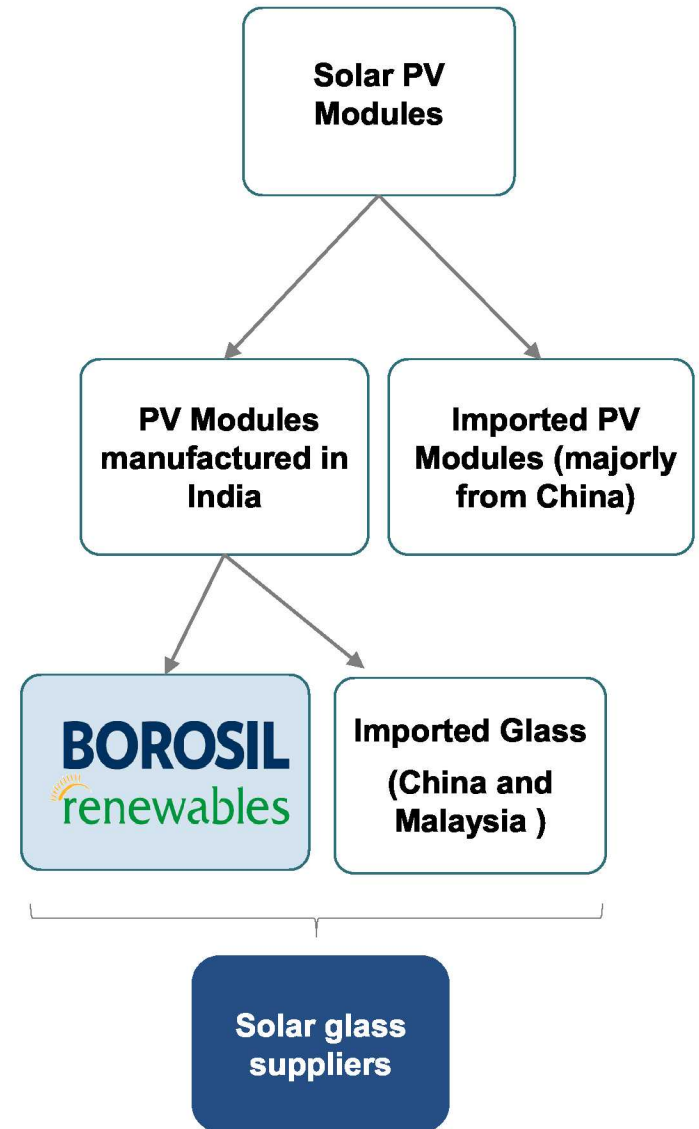 Solar PV
Modules
PV Modules
manufactured in
India
Imported PV
Modules (majorly
from China)
BOROSIL
renewables
Imported Glass
(China and
Malaysia )
Solar glass
suppliers